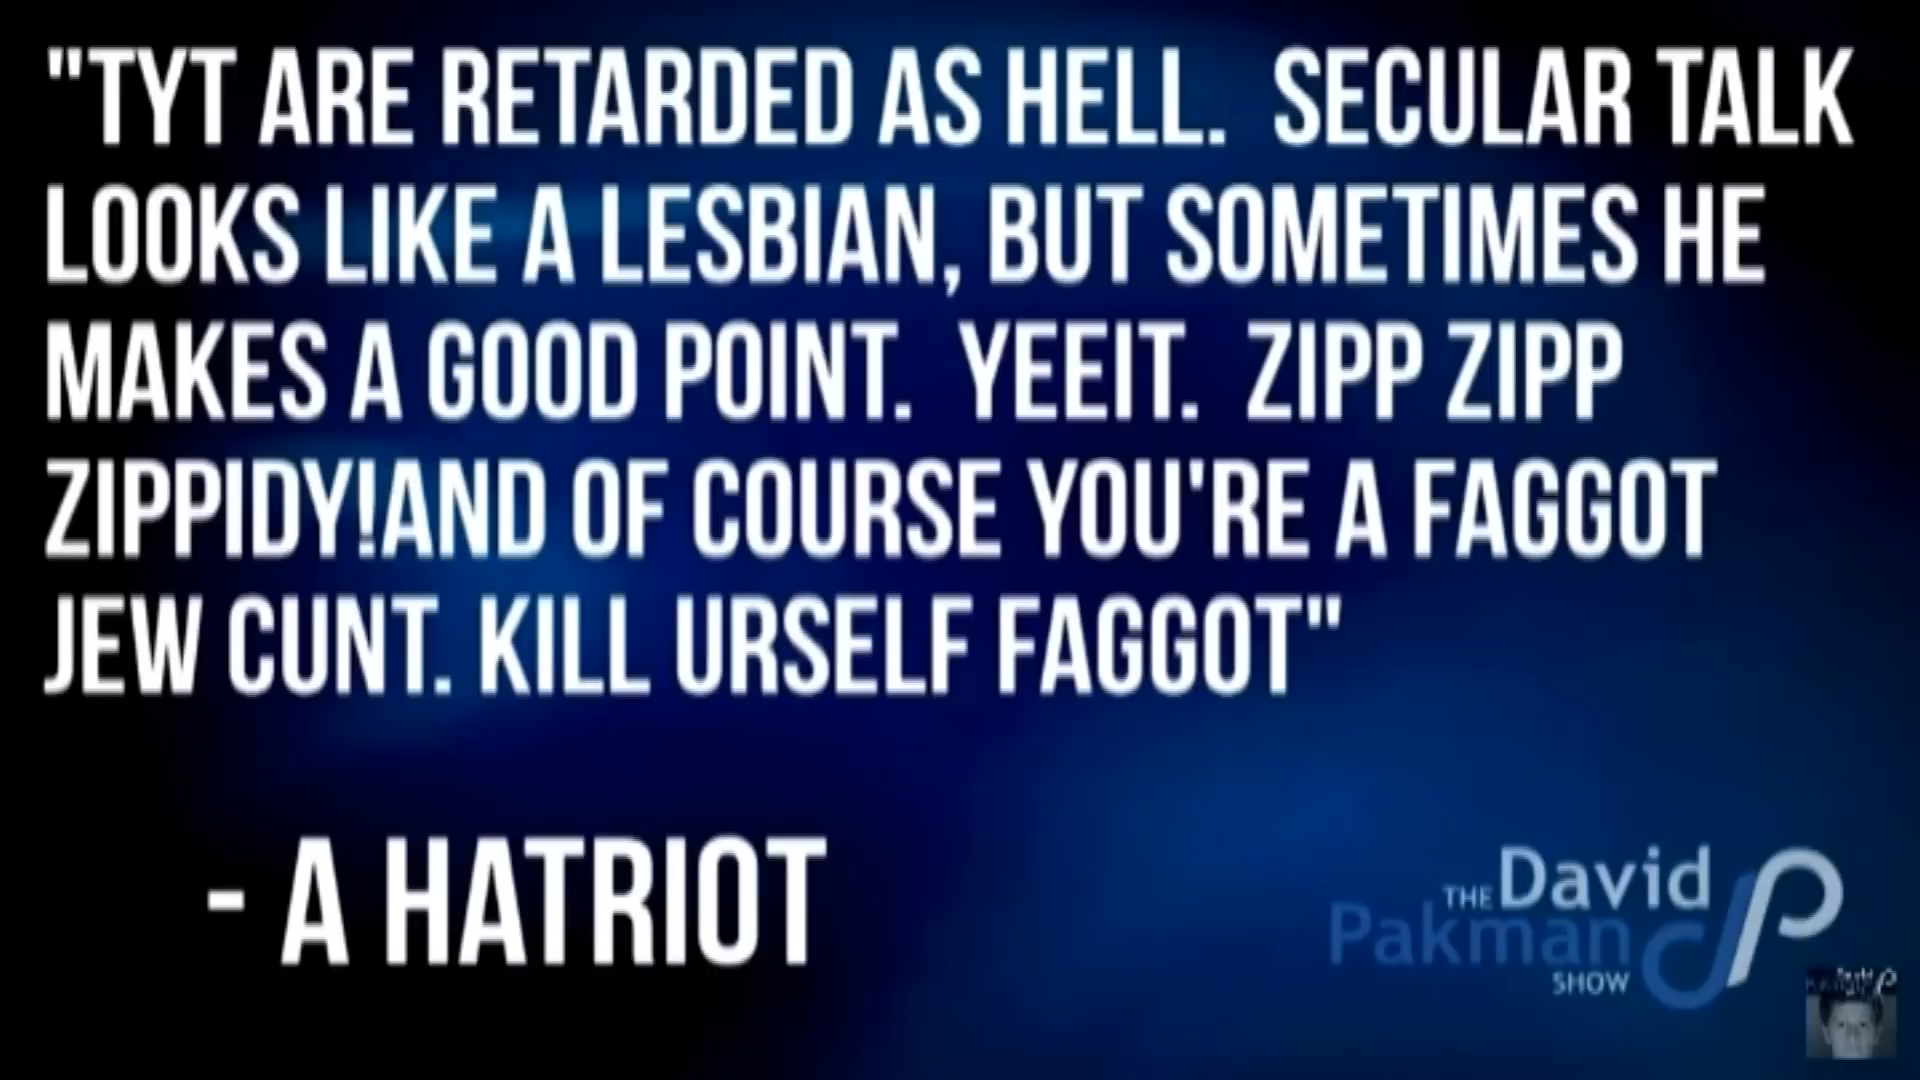 "TYT ARE RETARDED AS HELL.  SECULAR TALK
LOOKS LIKE A LESBIAN, BUT SOMETIMES HE
MAKES A GOOD POINT.  YEEIT.  ZIPP ZIPP
ZIPPIDY!AND OF COURSE YOU'RE A FAGGOT
JEW CUNT. KILL URSELF FAGGOT"
- A HATRIOT
THE David
Pakman
SHOW